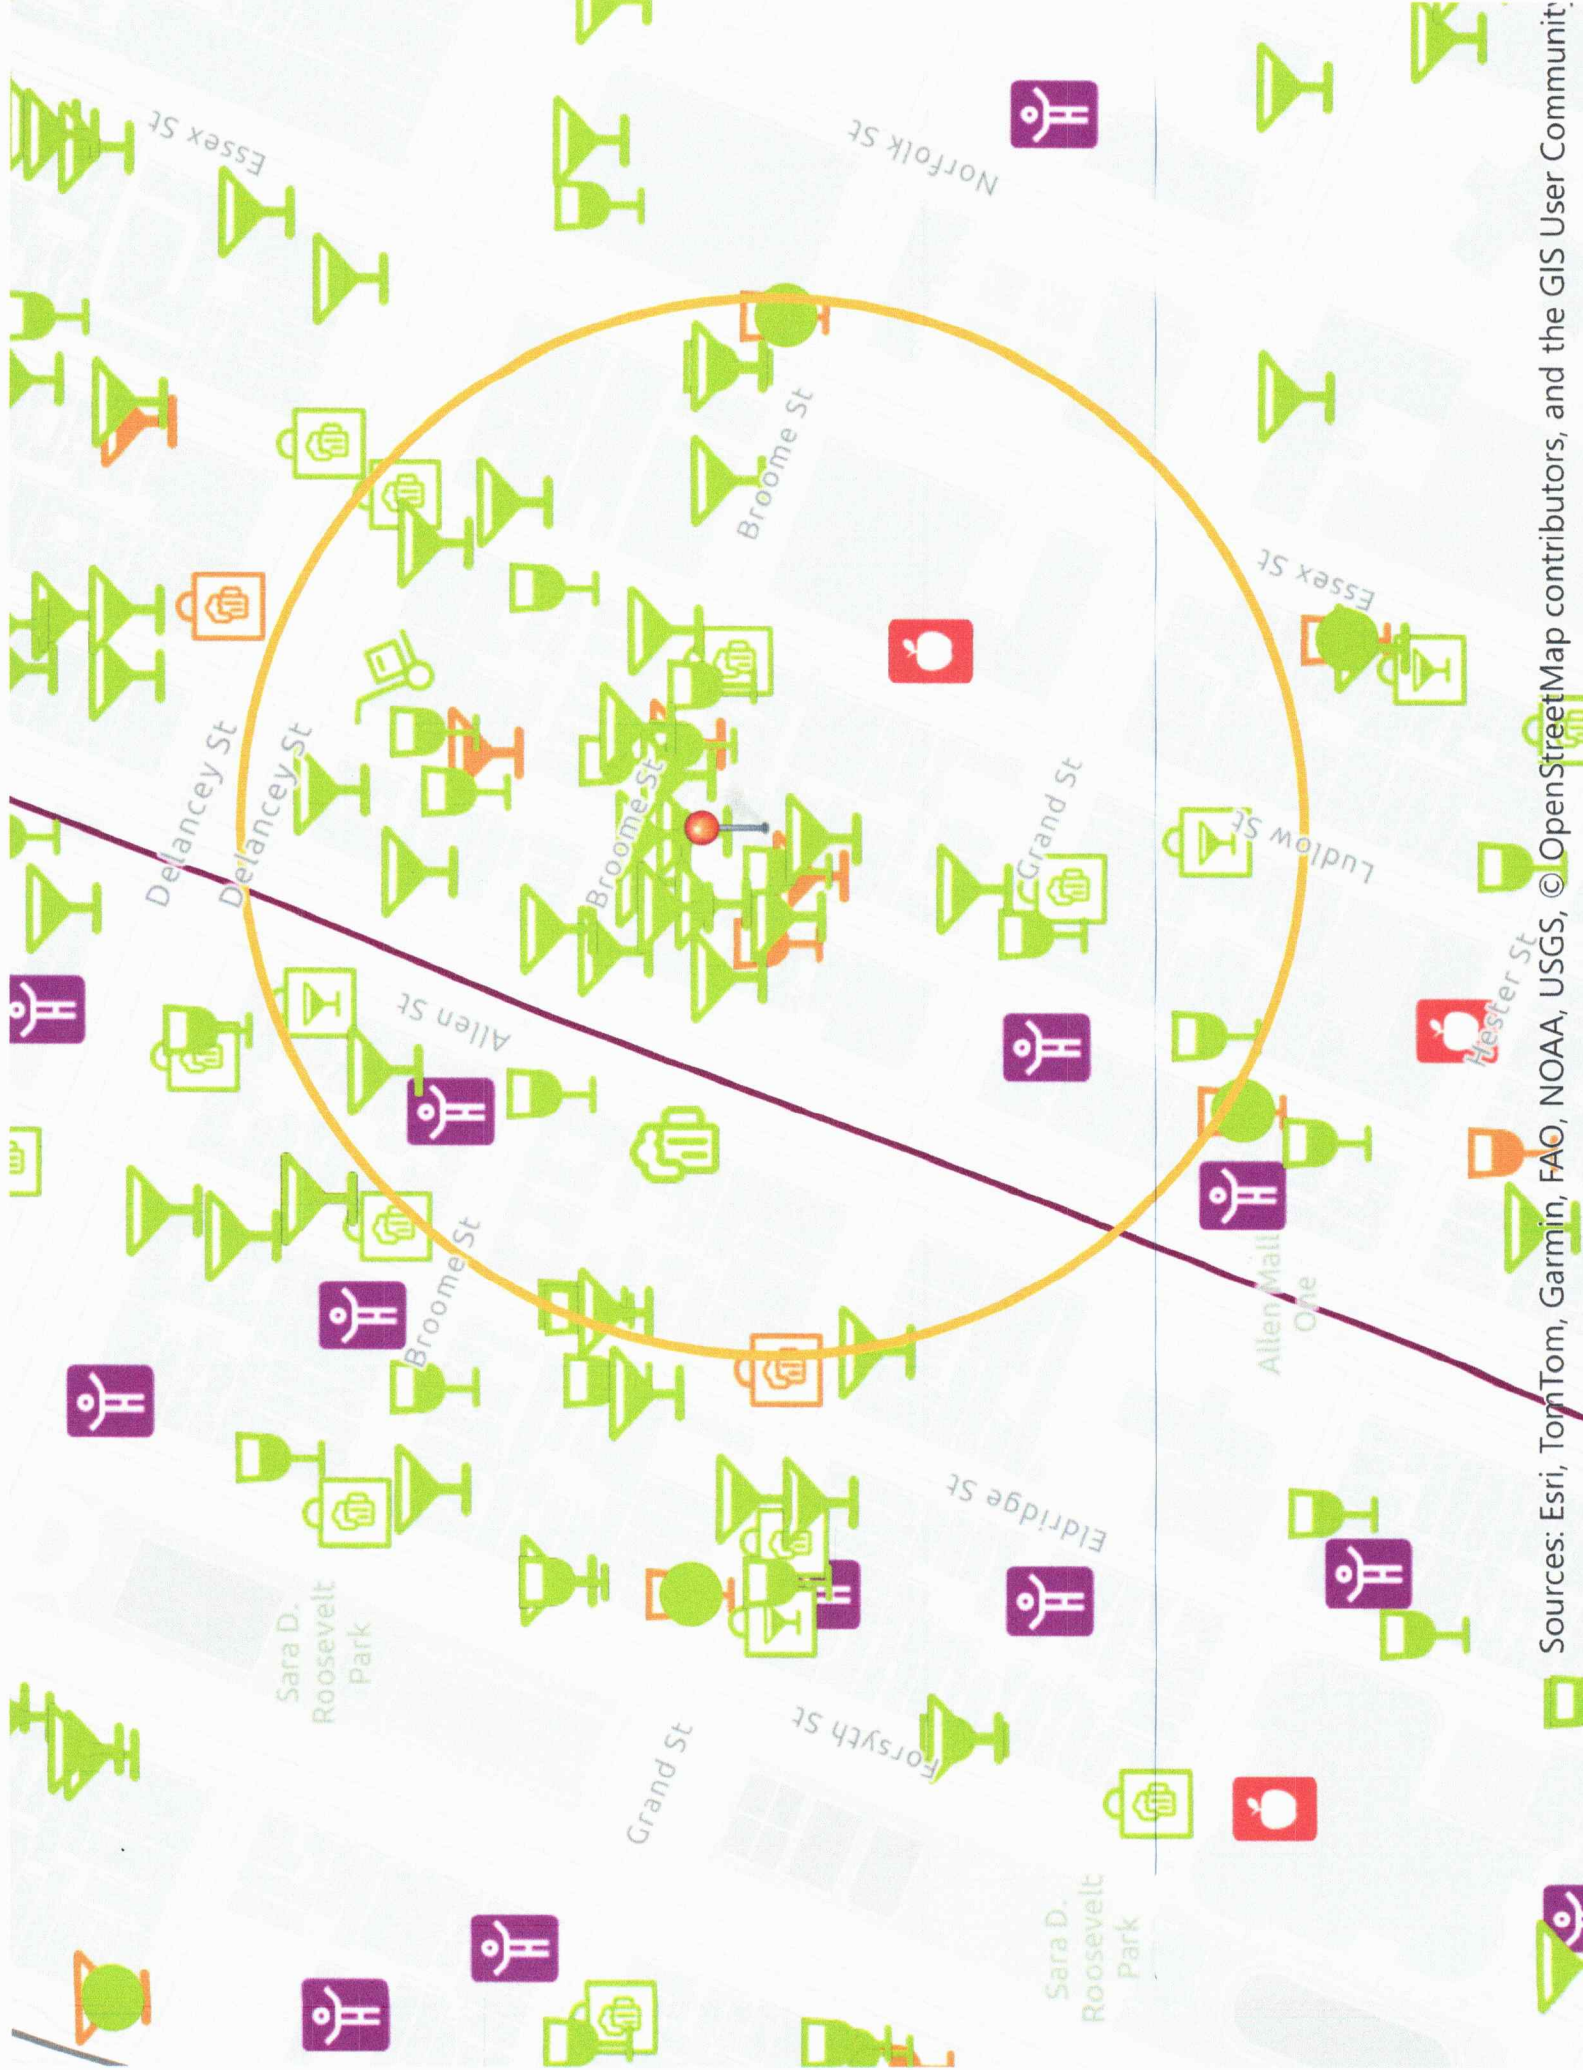 Essex St
Norfolk St
Broome St
Essex St
Delancey St
Delancey St
Broome St
Grand St
Ludlow St
Allen St
Hester St
Broome St
Allen Mall
One
Eldridge St
Sara D.
Roosevelt
Park
Forsyth St
Grand St
Sara D.
Roosevelt
Park
Sources: Esri, TomTom, Garmin, FAO, NOAA, USGS, © OpenStreetMap contributors, and the GIS User Community